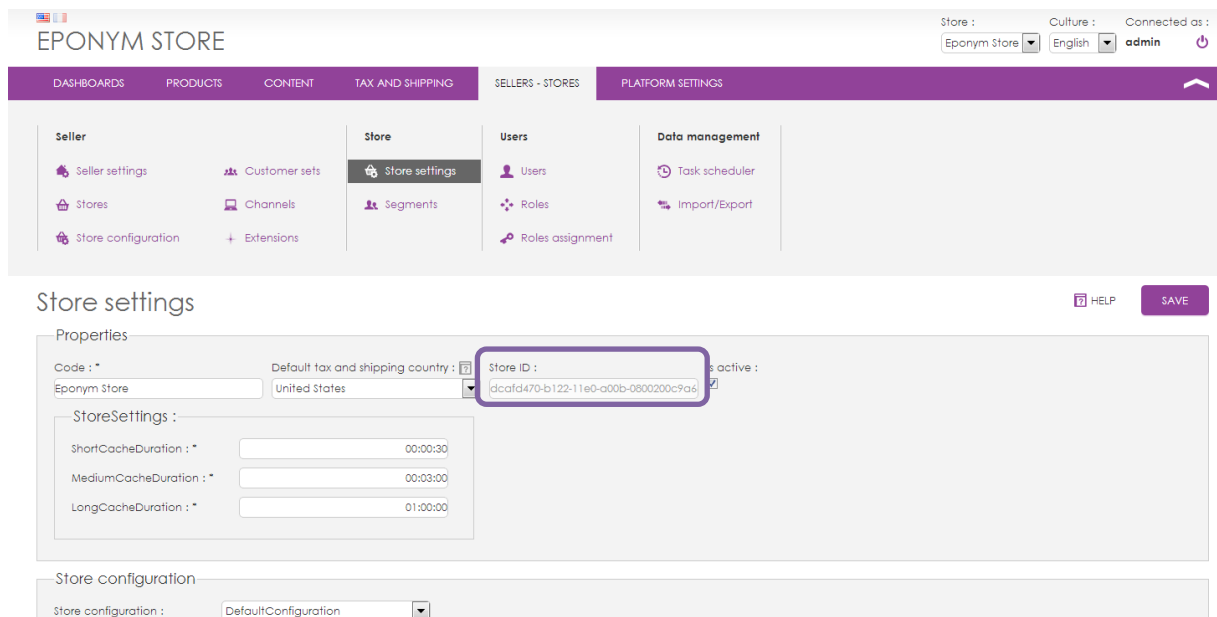 Store : Culture : Connected as :
EPONYM STORE
Eponym Store English admin
DASHBOARDS PRODUCTS CONTENT TAX AND SHIPPING SELLERS - STORES PLATFORM SETTINGS
Seller Store Users Data management
Seller settings Customer sets Store settings Users Task scheduler
Stores Channels Segments Roles Import/Export
Store configuration Extensions Roles assignment
Store settings
? HELP SAVE
Properties
Code : * Default tax and shipping country : ? Store ID : s active :
Eponym Store United States dcafd470-b122-11e0-a00b-0800200c9a6
StoreSettings :
ShortCacheDuration : * 00:00:30
MediumCacheDuration : * 00:03:00
LongCacheDuration : * 01:00:00
Store configuration
Store configuration : DefaultConfiguration